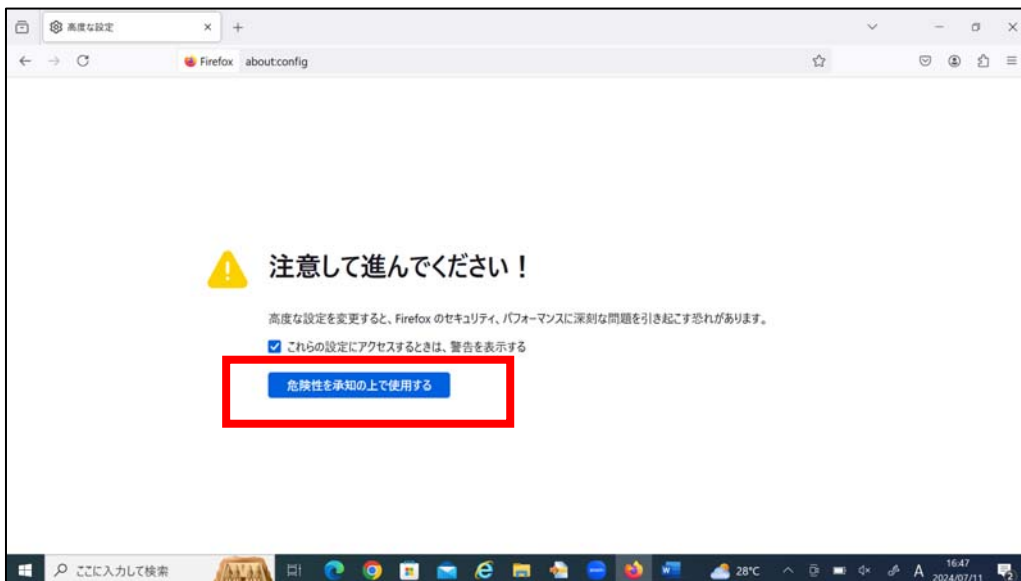 高度な設定
Firefox about:config
注意して進んでください!
高度な設定を変更すると、Firefox のセキュリティ、パフォーマンスに深刻な問題を引き起こす恐れがあります。
これらの設定にアクセスするときは、警告を表示する
危険性を承知の上で使用する
ここに入力して検索
28°C
A
16:47
2024/07/11